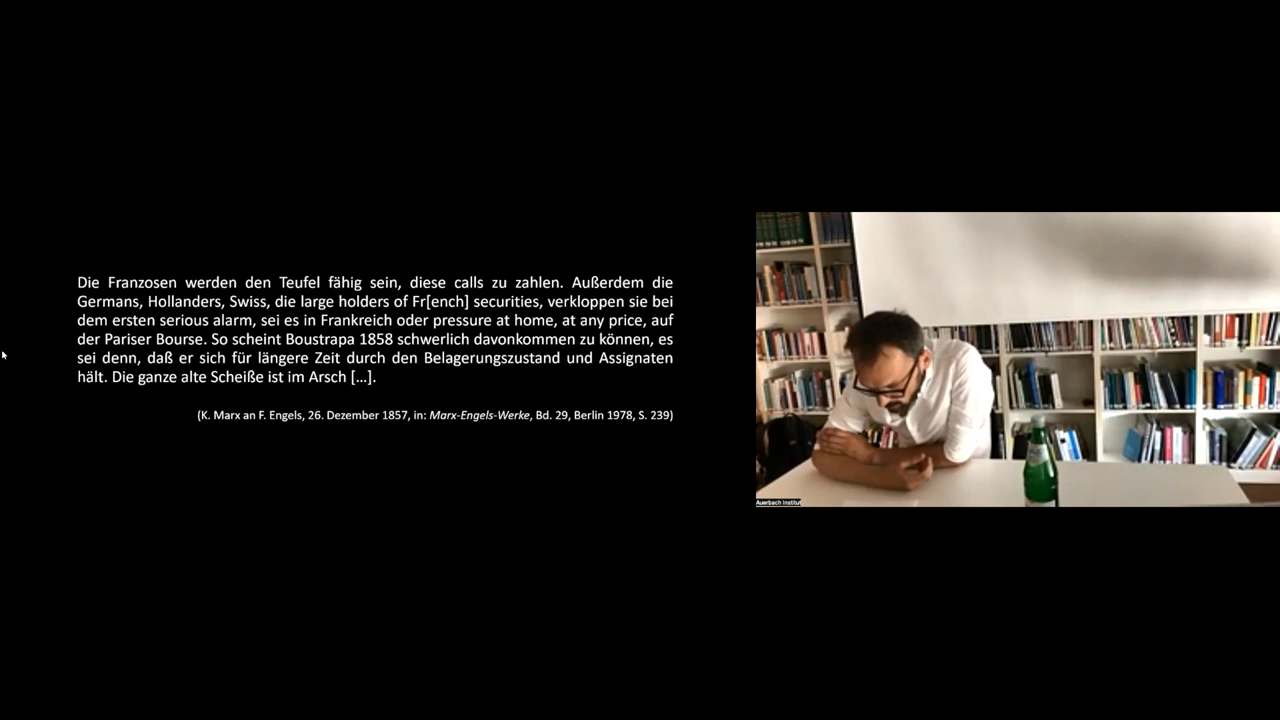 Die Franzosen werden den Teufel fähig sein, diese calls zu zahlen. Außerdem die
Germans, Hollanders, Swiss, die large holders of Fr[ench] securities, verkloppen sie bei
dem ersten serious alarm, sei es in Frankreich oder pressure at home, at any price, auf
der Pariser Bourse. So scheint Boustrapa 1858 schwerlich davonkommen zu können, es
sei denn, daß er sich für längere Zeit durch den Belagerungszustand und Assignaten
hält. Die ganze alte Scheiße ist im Arsch [...].
(K. Marx an F. Engels, 26. Dezember 1857, in: Marx-Engels-Werke, Bd. 29, Berlin 1978, S. 239)
Auerbach Institut